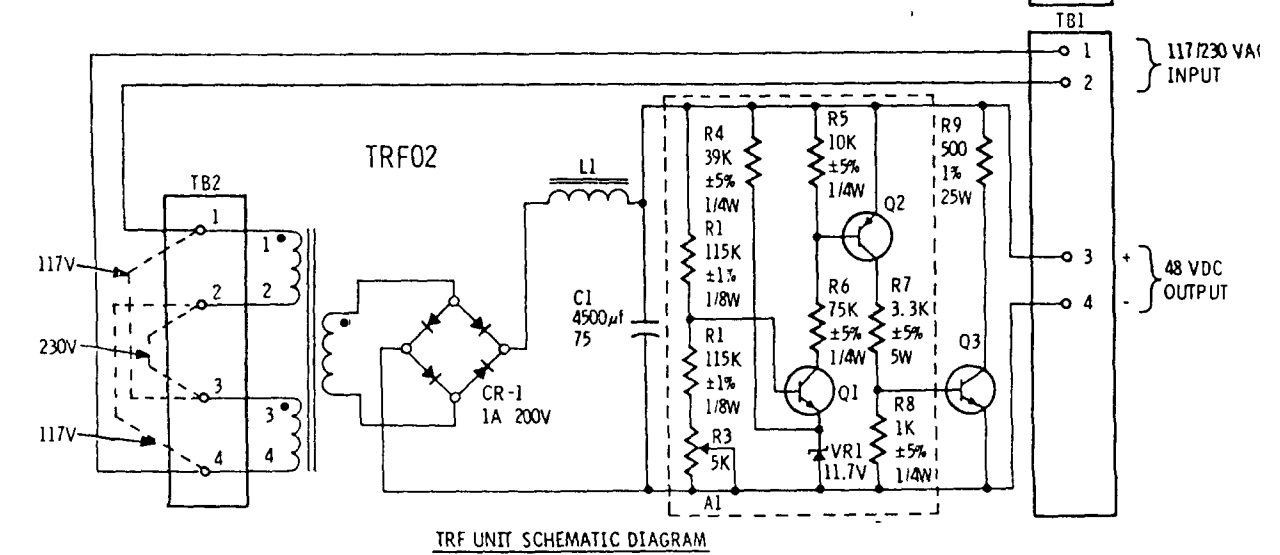 TB1
1
2
117/230 VA
INPUT
TRF02
TB2
1
2
3
4
1
2
3
4
117V
230V
117V
L1
C1
4500µf
75
CR-1
1A 200V
R4
39K
±5%
1/4W
R5
10K
±5%
1/4W
R9
500
1%
25W
Q2
R1
115K
±1%
1/8W
R6
75K
±5%
1/4W
R7
3.3K
±5%
5W
Q3
R1
115K
±1%
1/8W
Q1
R3
5K
VR1
11.7V
R8
1K
±5%
1/4W
A1
3 +
4 -
48 VDC
OUTPUT
TRF UNIT SCHEMATIC DIAGRAM